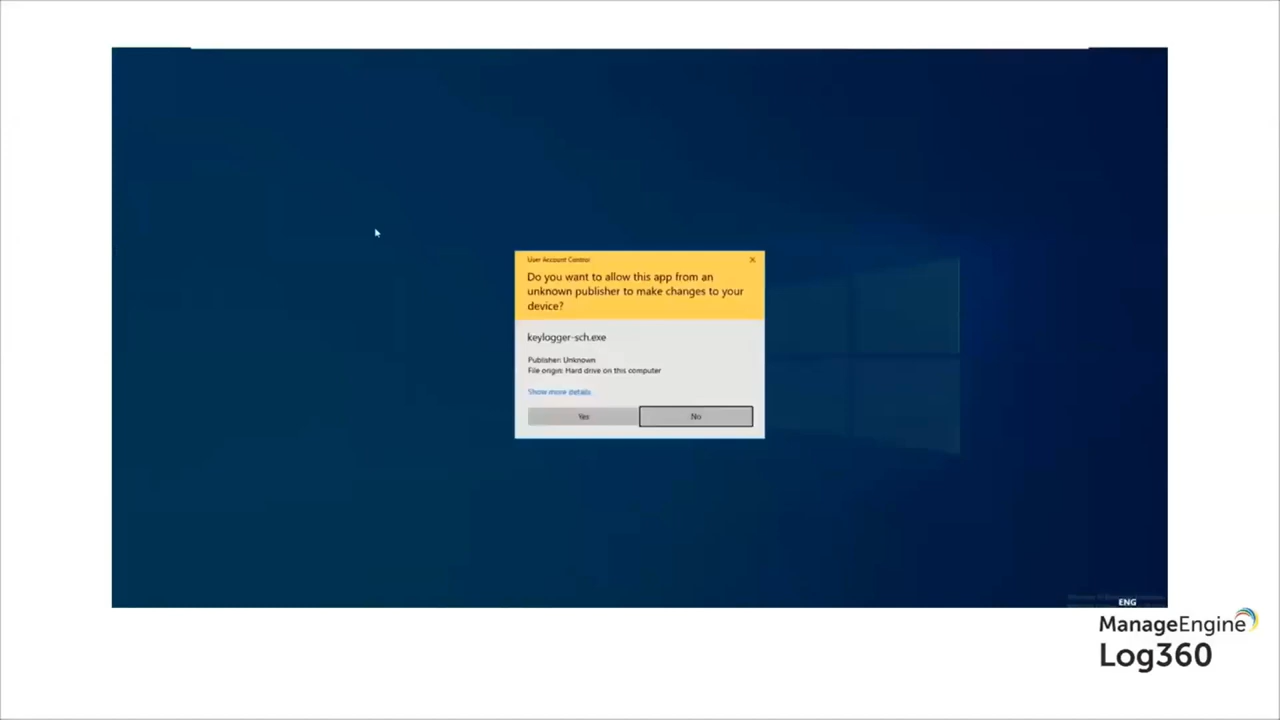 User Account Control
Do you want to allow this app from an
unknown publisher to make changes to your
device?
keylogger-sch.exe
Publisher: Unknown
File origin: Hard drive on this computer
Show more details
Yes
No
ENG
ManageEngine
Log360